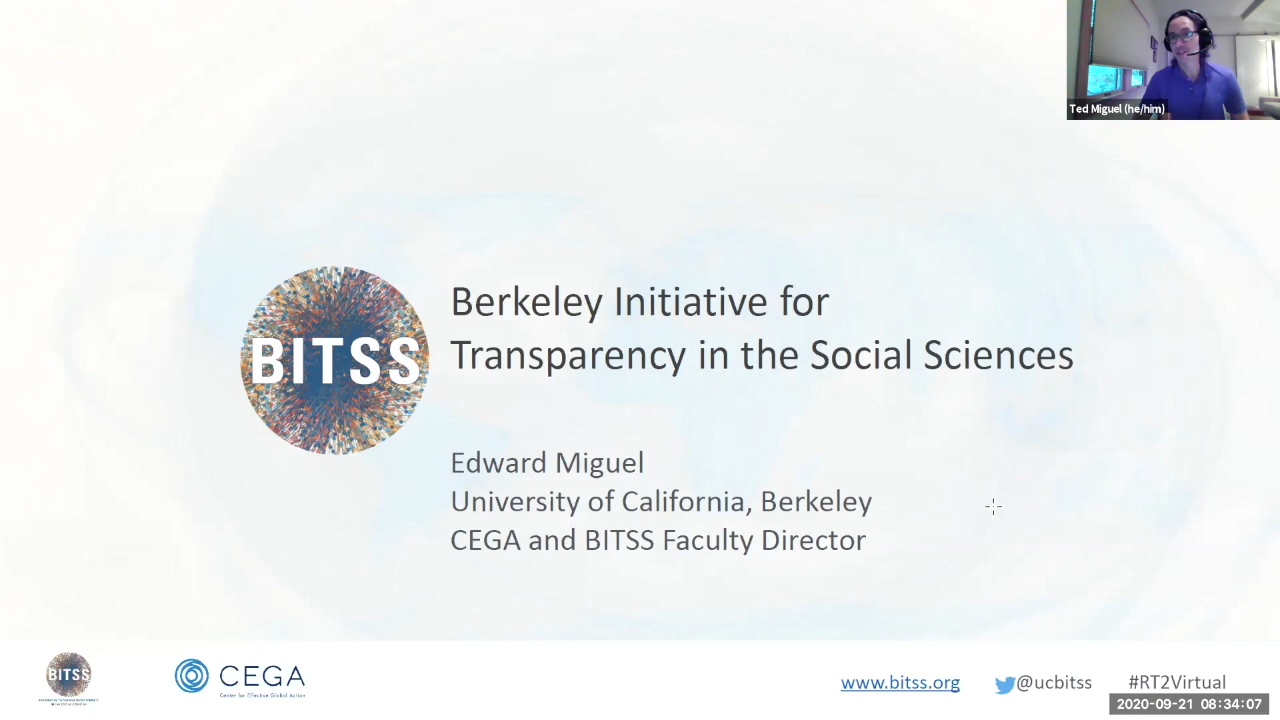 Ted Miguel (he/him)
BITSS
Berkeley Initiative for
Transparency in the Social Sciences
Edward Miguel
University of California, Berkeley
CEGA and BITSS Faculty Director
BITSS
CEGA
Center for Effective Global Action
www.bitss.org
@ucbitss
#RT2Virtual
2020-09-21 08:34:07